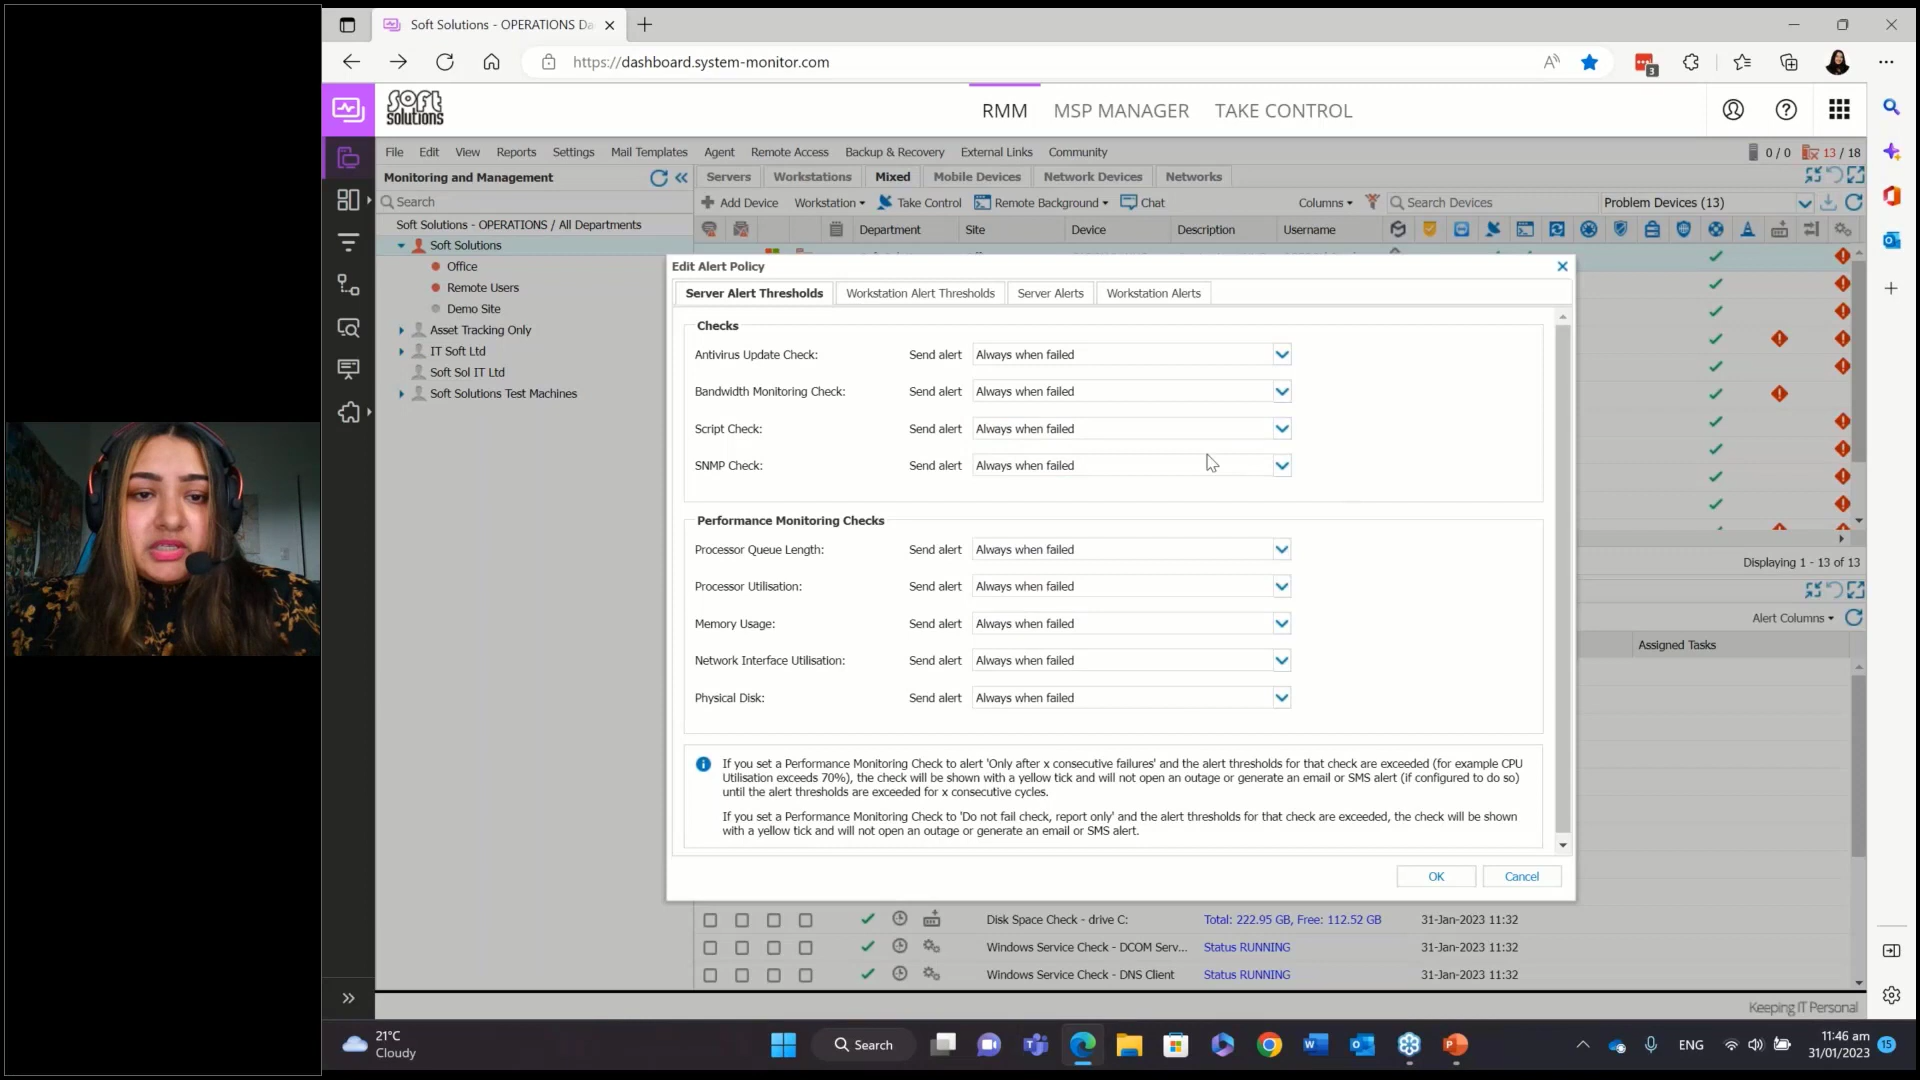 Soft Solutions - OPERATIONS Da
https://dashboard.system-monitor.com
3
soft solutions
RMM MSP MANAGER TAKE CONTROL
File Edit View Reports Settings Mail Templates Agent Remote Access Backup & Recovery External Links Community
0 / 0 13 / 18
Monitoring and Management
Servers Workstations Mixed Mobile Devices Network Devices Networks
Search
Add Device Workstation Take Control Remote Background Chat Columns Search Devices Problem Devices (13)
Soft Solutions - OPERATIONS / All Departments
Department Site Device Description Username
Soft Solutions
Office
Remote Users
Demo Site
Asset Tracking Only
IT Soft Ltd
Soft Sol IT Ltd
Soft Solutions Test Machines
Edit Alert Policy
Server Alert Thresholds Workstation Alert Thresholds Server Alerts Workstation Alerts
Checks
Antivirus Update Check: Send alert Always when failed
Bandwidth Monitoring Check: Send alert Always when failed
Script Check: Send alert Always when failed
SNMP Check: Send alert Always when failed
Performance Monitoring Checks
Processor Queue Length: Send alert Always when failed
Processor Utilisation: Send alert Always when failed
Memory Usage: Send alert Always when failed
Network Interface Utilisation: Send alert Always when failed
Physical Disk: Send alert Always when failed
If you set a Performance Monitoring Check to alert 'Only after x consecutive failures' and the alert thresholds for that check are exceeded (for example CPU
Utilisation exceeds 70%), the check will be shown with a yellow tick and will not open an outage or generate an email or SMS alert (if configured to do so)
until the alert thresholds are exceeded for x consecutive cycles.
If you set a Performance Monitoring Check to 'Do not fail check, report only' and the alert thresholds for that check are exceeded, the check will be shown
with a yellow tick and will not open an outage or generate an email or SMS alert.
OK Cancel
Displaying 1 - 13 of 13
Alert Columns
Assigned Tasks
Disk Space Check - drive C: Total: 222.95 GB, Free: 112.52 GB 31-Jan-2023 11:32
Windows Service Check - DCOM Serv... Status RUNNING 31-Jan-2023 11:32
Windows Service Check - DNS Client Status RUNNING 31-Jan-2023 11:32
Keeping IT Personal
21°C
Cloudy
Search
ENG
11:46 am
31/01/2023
15